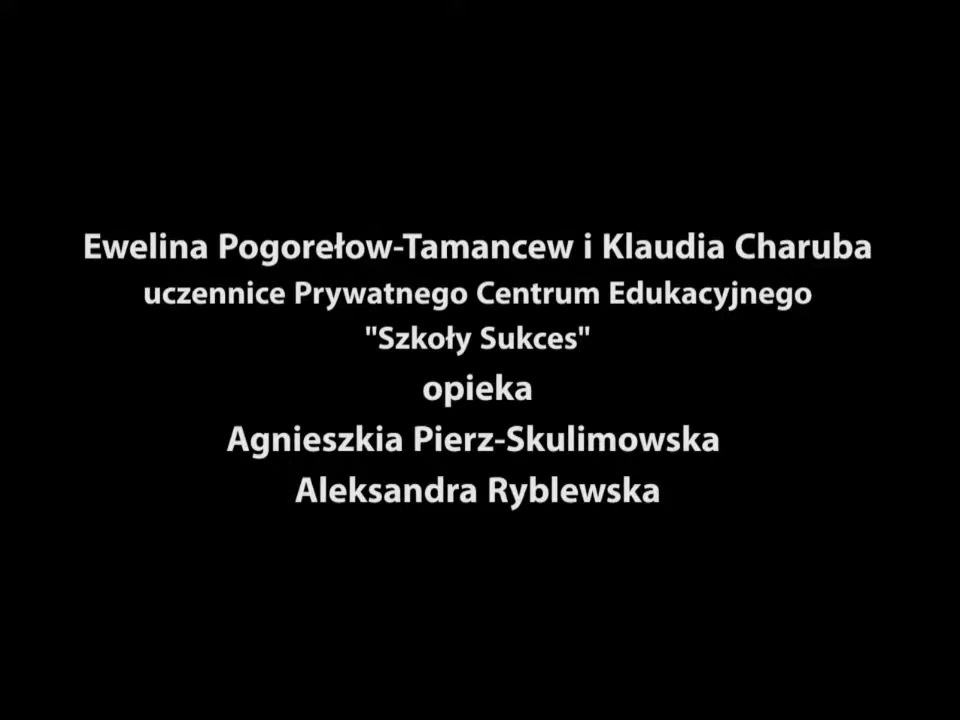 Ewelina Pogorełow-Tamancew i Klaudia Charuba
uczennice Prywatnego Centrum Edukacyjnego
"Szkoły Sukces"
opieka
Agnieszkia Pierz-Skulimowska
Aleksandra Ryblewska